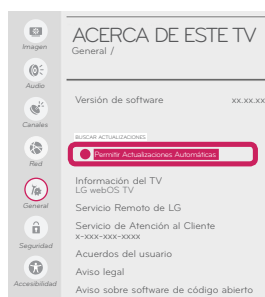 Imagen
Audio
Canales
Red
General
Seguridad
Accesibilidad
ACERCA DE ESTE TV
General /
Versión de software xx.xx.xx
BUSCAR ACTUALIZACIONES
Permitir Actualizaciones Automáticas
Información del TV
LG webOS TV
Servicio Remoto de LG
Servicio de Atención al Cliente
x-xxx-xxx-xxxx
Acuerdos del usuario
Aviso legal
Aviso sobre software de código abierto